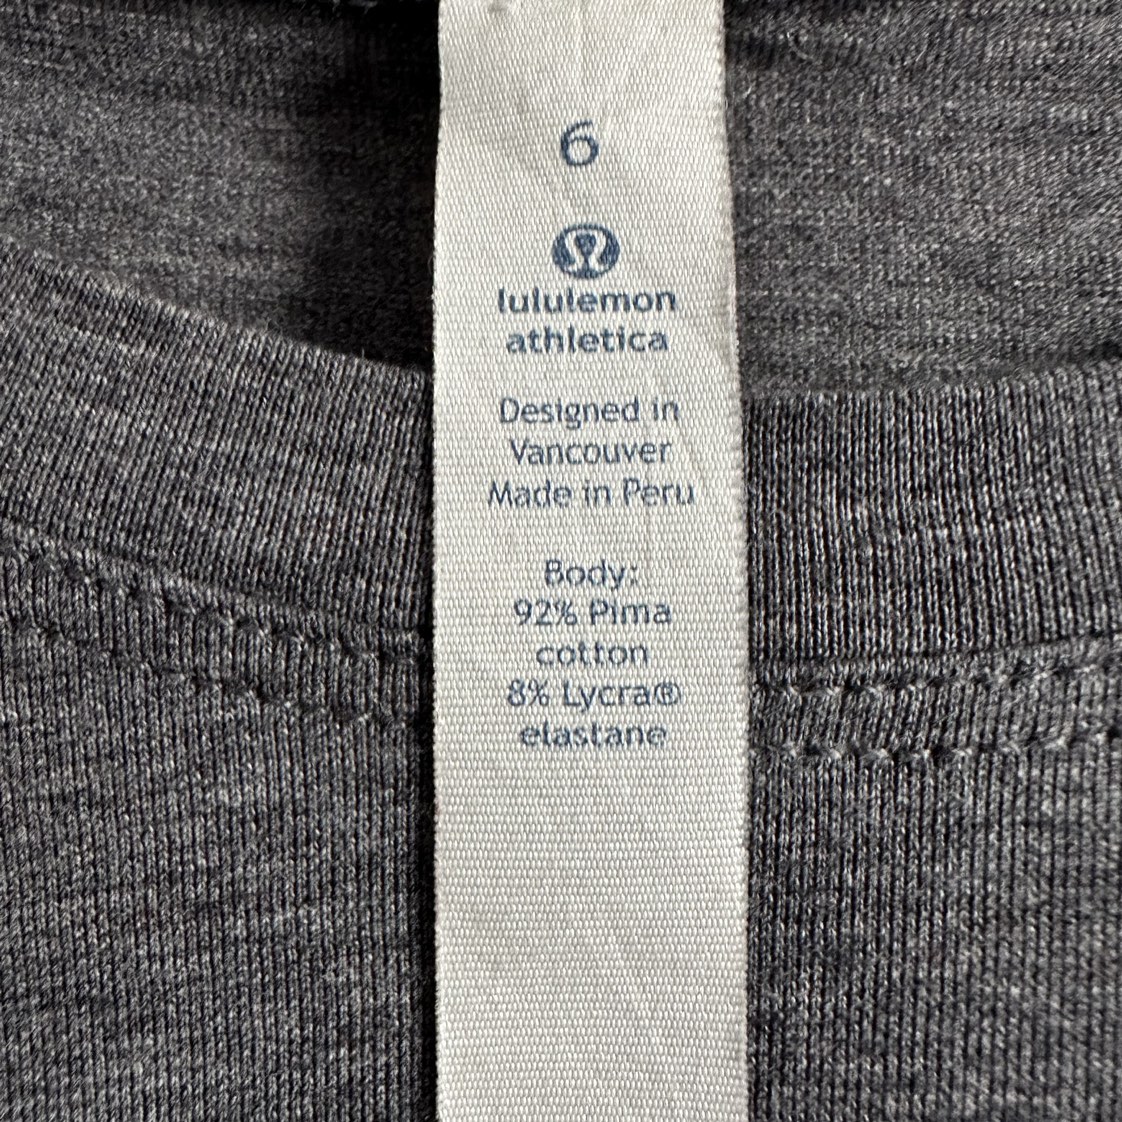 6
lululemon
athletica
Designed in
Vancouver
Made in Peru
Body:
92% Pima
cotton
8% Lycra®
elastane